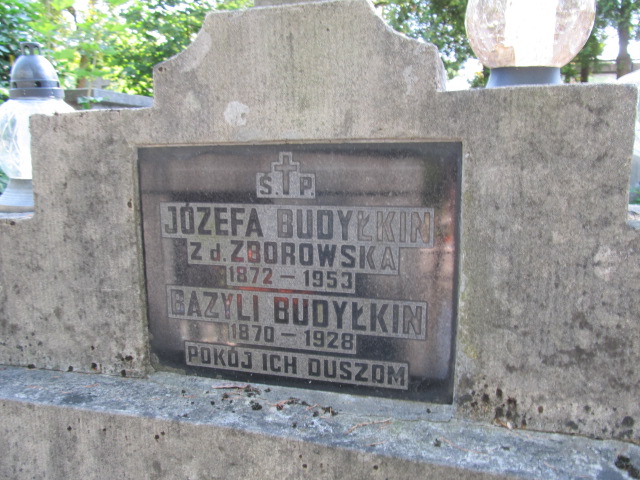 Ś.†P.
JÓZEFA BUDYŁKIN
Z d. ZBOROWSKA
1872 - 1953
BAZYLI BUDYŁKIN
1870 - 1928
POKÓJ ICH DUSZOM